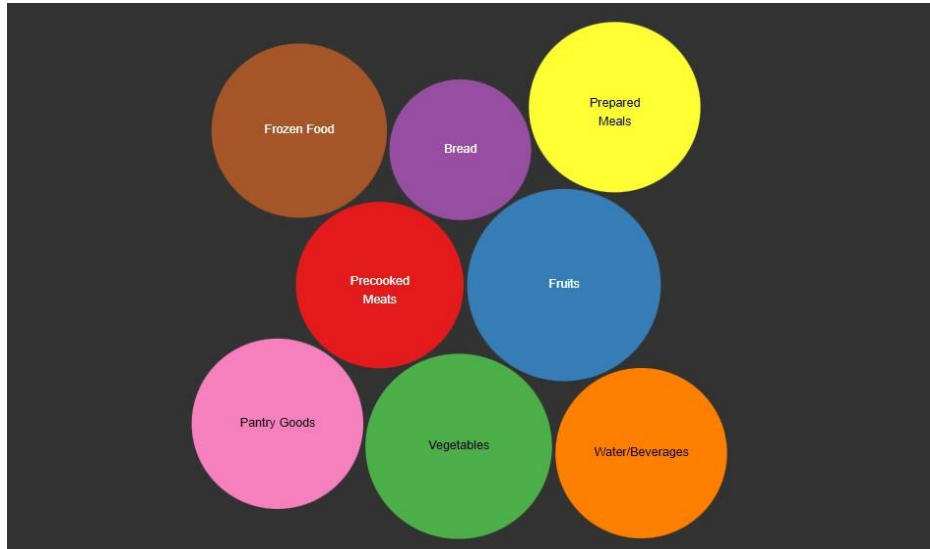 Prepared
Meals
Frozen Food
Bread
Precooked
Meats
Fruits
Pantry Goods
Vegetables
Water/Beverages